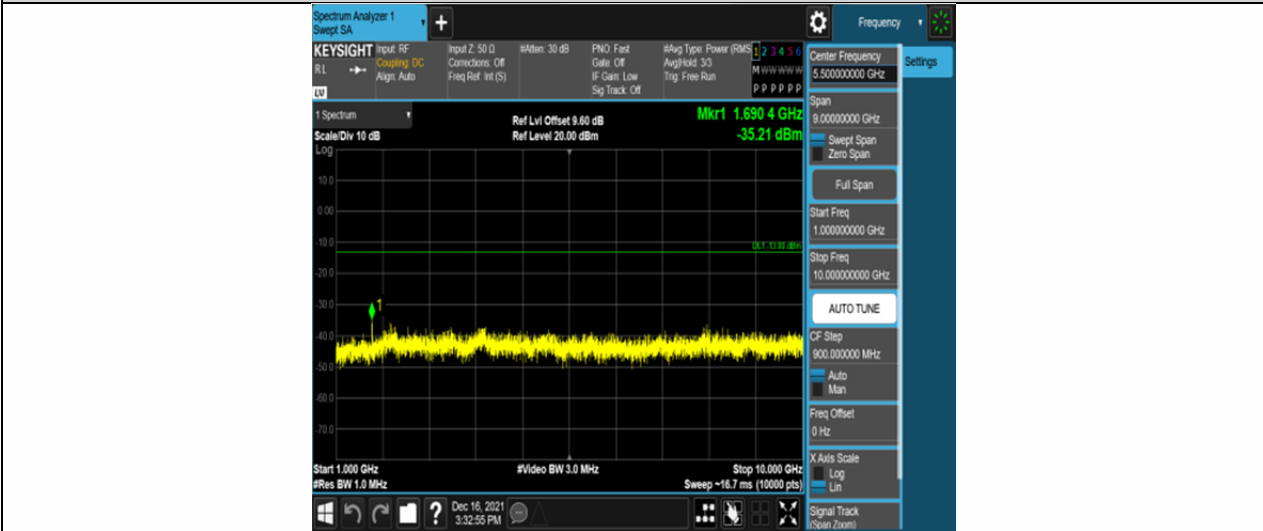 Spectrum Analyzer 1
Swept SA
+
Frequency
KEYSIGHT
Input: RF
Coupling: DC
Align: Auto
RL
LV
Input Z: 50 Ω
Corrections: Off
Freq Ref: Int (S)
#Atten: 30 dB
PNO: Fast
Gate: Off
IF Gain: Low
Sig Track: Off
#Avg Type: Power (RMS
Avg|Hold: 3/3
Trig: Free Run
1 2 3 4 5 6
M W W W W W
P P P P P P
Center Frequency
5.500000000 GHz
Settings
Span
9.00000000 GHz
Swept Span
Zero Span
Full Span
Start Freq
1.000000000 GHz
Stop Freq
10.000000000 GHz
AUTO TUNE
CF Step
900.000000 MHz
Auto
Man
Freq Offset
0 Hz
X Axis Scale
Log
Lin
Signal Track
(Span Zoom)
1 Spectrum
Scale/Div 10 dB
Ref Lvl Offset 9.60 dB
Ref Level 20.00 dBm
Mkr1 1.690 4 GHz
-35.21 dBm
Log
10.0
0.00
-10.0
DL1 -13.00 dBm
-20.0
-30.0
1
-40.0
-50.0
-60.0
-70.0
Start 1.000 GHz
#Video BW 3.0 MHz
Stop 10.000 GHz
#Res BW 1.0 MHz
Sweep ~16.7 ms (10000 pts)
?
Dec 16, 2021
3:32:55 PM